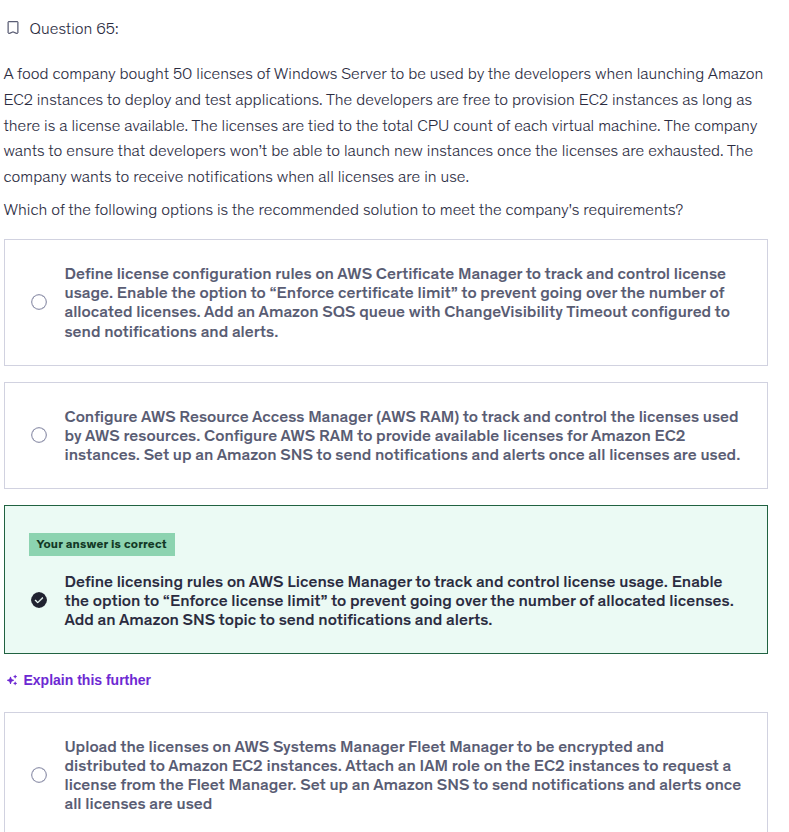 Question 65:
A food company bought 50 licenses of Windows Server to be used by the developers when launching Amazon
EC2 instances to deploy and test applications. The developers are free to provision EC2 instances as long as
there is a license available. The licenses are tied to the total CPU count of each virtual machine. The company
wants to ensure that developers won't be able to launch new instances once the licenses are exhausted. The
company wants to receive notifications when all licenses are in use.
Which of the following options is the recommended solution to meet the company's requirements?
Define license configuration rules on AWS Certificate Manager to track and control license
usage. Enable the option to “Enforce certificate limit” to prevent going over the number of
allocated licenses. Add an Amazon SQS queue with ChangeVisibility Timeout configured to
send notifications and alerts.
Configure AWS Resource Access Manager (AWS RAM) to track and control the licenses used
by AWS resources. Configure AWS RAM to provide available licenses for Amazon EC2
instances. Set up an Amazon SNS to send notifications and alerts once all licenses are used.
Your answer is correct
Define licensing rules on AWS License Manager to track and control license usage. Enable
the option to “Enforce license limit” to prevent going over the number of allocated licenses.
Add an Amazon SNS topic to send notifications and alerts.
Explain this further
Upload the licenses on AWS Systems Manager Fleet Manager to be encrypted and
distributed to Amazon EC2 instances. Attach an IAM role on the EC2 instances to request a
license from the Fleet Manager. Set up an Amazon SNS to send notifications and alerts once
all licenses are used